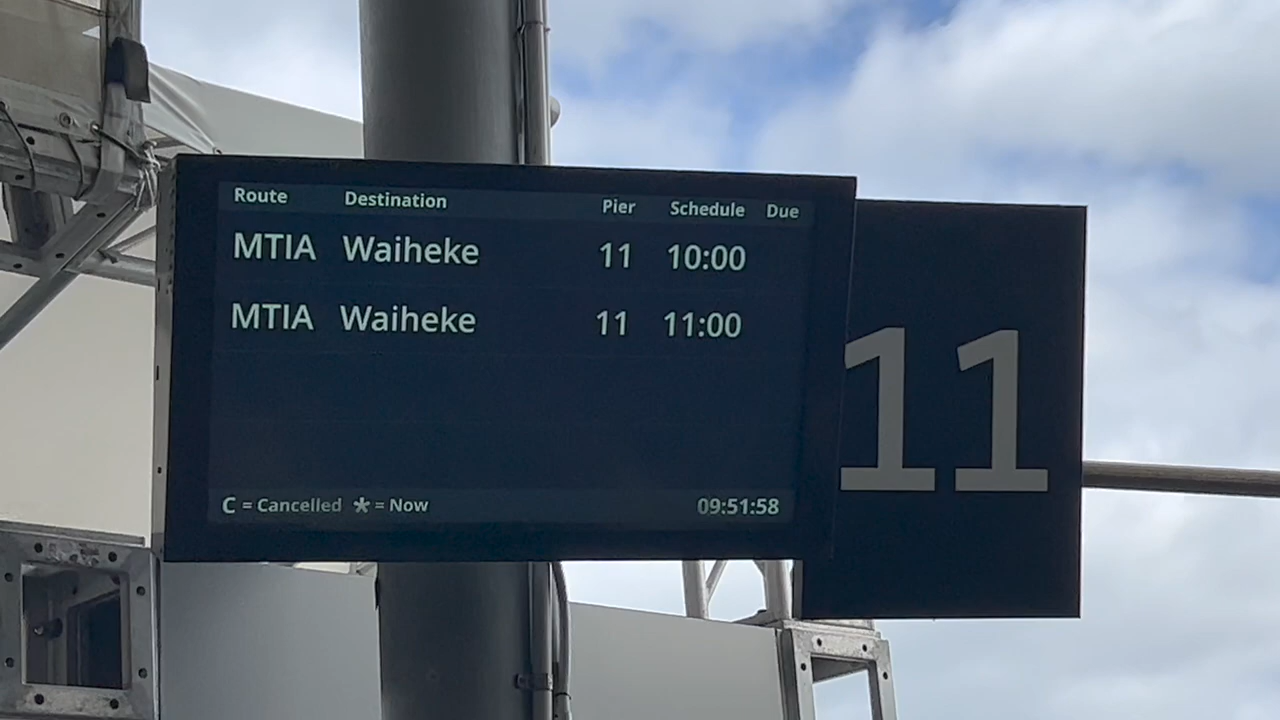 Route Destination Pier Schedule Due
MTIA Waiheke 11 10:00
MTIA Waiheke 11 11:00
C = Cancelled * = Now 09:51:58
11